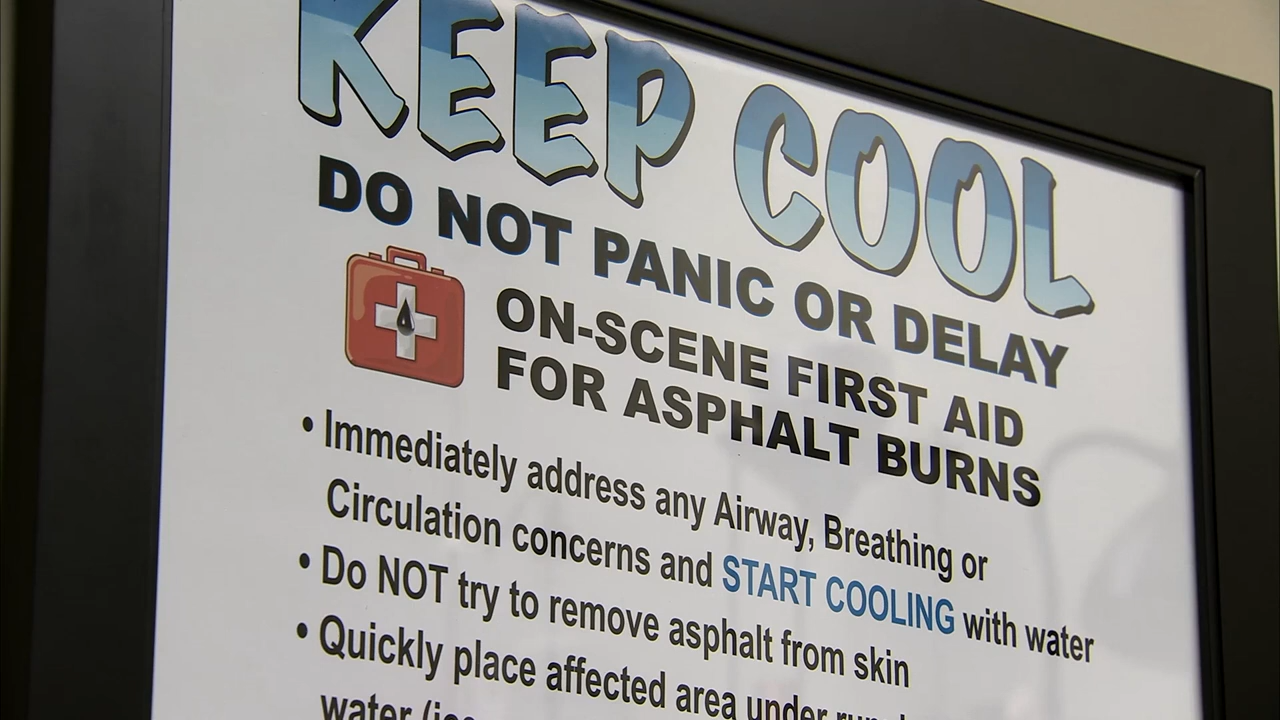 KEEP COOL
DO NOT PANIC OR DELAY
ON-SCENE FIRST AID
FOR ASPHALT BURNS
• Immediately address any Airway, Breathing or
Circulation concerns and START COOLING with water
• Do NOT try to remove asphalt from skin
• Quickly place affected area under
water